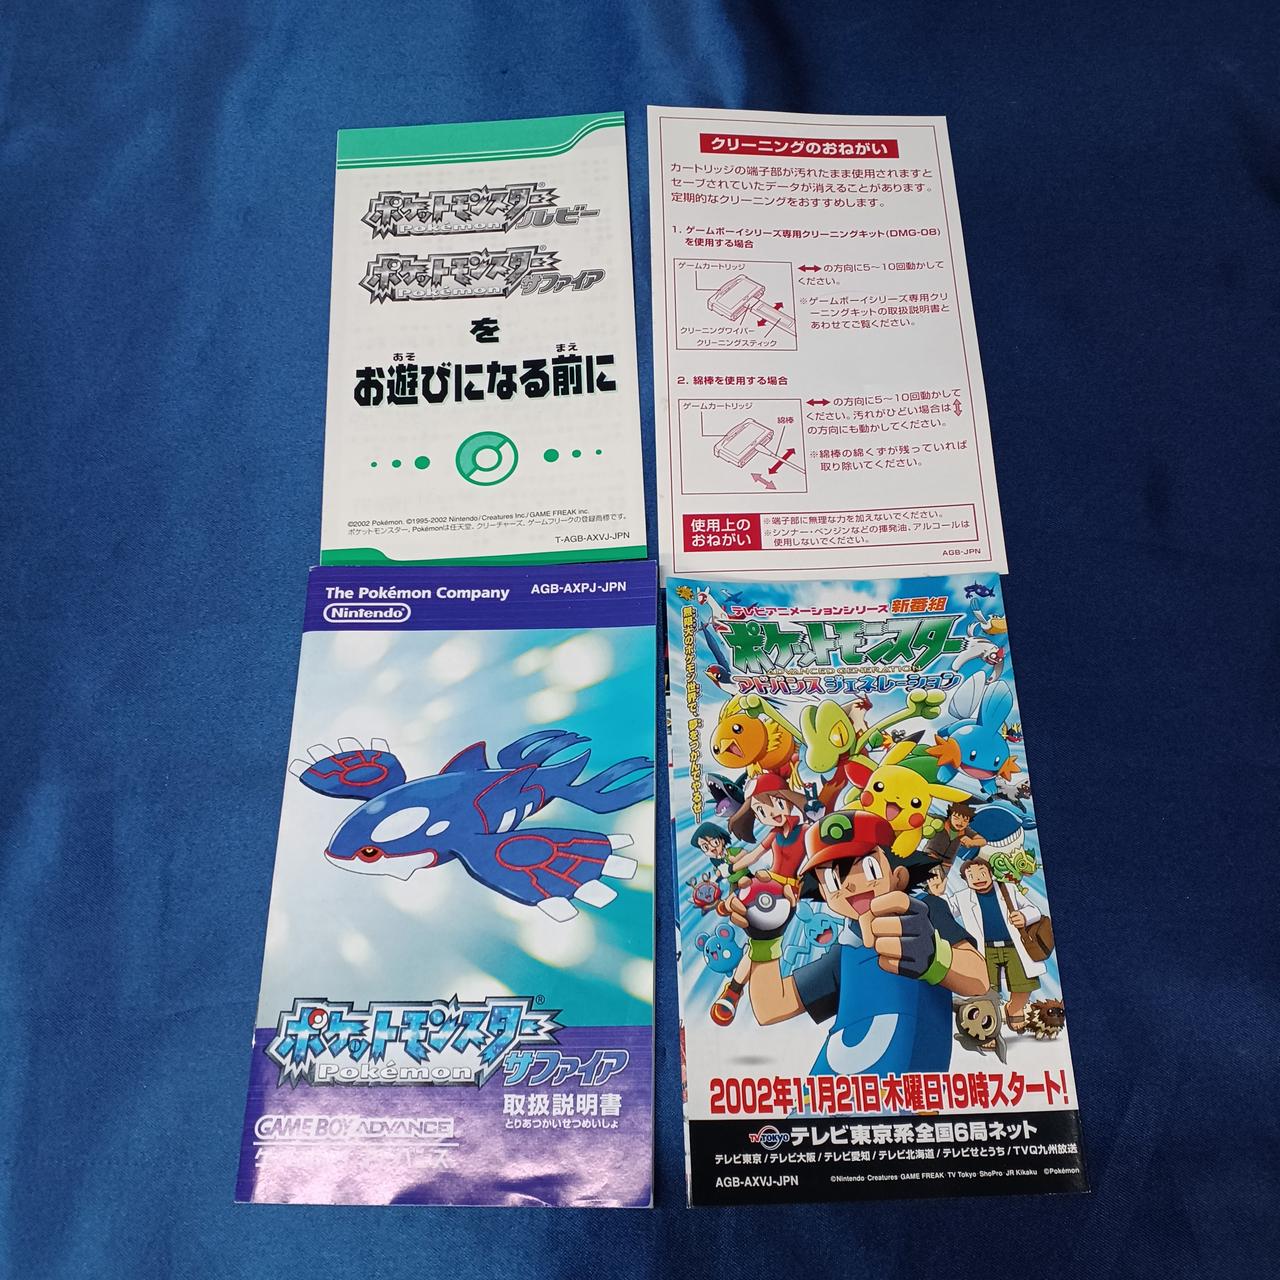 ポケットモンスター
Pokémon ルビー
ポケットモンスター
Pokémon サファイア
を
あそ まえ
お遊びになる前に
©2002 Pokémon. ©1995-2002 Nintendo/Creatures Inc./GAME FREAK inc.
ポケットモンスター、Pokémonは任天堂、クリーチャーズ、ゲームフリークの登録商標です。
T-AGB-AXVJ-JPN
クリーニングのおねがい
カートリッジの端子部が汚れたまま使用されますと
セーブされていたデータが消えることがあります。
定期的なクリーニングをおすすめします。
1. ゲームボーイシリーズ専用クリーニングキット(DMG-08)
を使用する場合
ゲームカートリッジ
クリーニングワイパー
クリーニングスティック
↔の方向に5〜10回動かして
ください。
※ゲームボーイシリーズ専用クリ
ーニングキットの取扱説明書と
あわせてご覧ください。
2. 綿棒を使用する場合
ゲームカートリッジ
綿棒
↔の方向に5〜10回動かして
ください。汚れがひどい場合は⇕
の方向にも動かしてください。
※綿棒の綿くずが残っていれば
取り除いてください。
使用上の
おねがい
※端子部に無理な力を加えないでください。
※シンナー・ベンジンなどの揮発油、アルコールは
使用しないでください。
AGB-JPN
The Pokémon Company AGB-AXPJ-JPN
Nintendo
ポケットモンスター
Pokémon サファイア
取扱説明書
とりあつかいせつめいしょ
GAME BOY ADVANCE
テレビアニメーションシリーズ 新番組
ポケットモンスター
ADVANCED GENERATION
アドバンスジェネレーション
無限大のポケモン世界で、夢をつかんでやるぜ!
2002年11月21日木曜日19時スタート!
TV TOKYO テレビ東京系全国6局ネット
テレビ東京/テレビ大阪/テレビ愛知/テレビ北海道/テレビせとうち/TVQ九州放送
AGB-AXVJ-JPN
©Nintendo・Creatures・GAME FREAK・TV Tokyo・ShoPro・JR Kikaku ©Pokémon